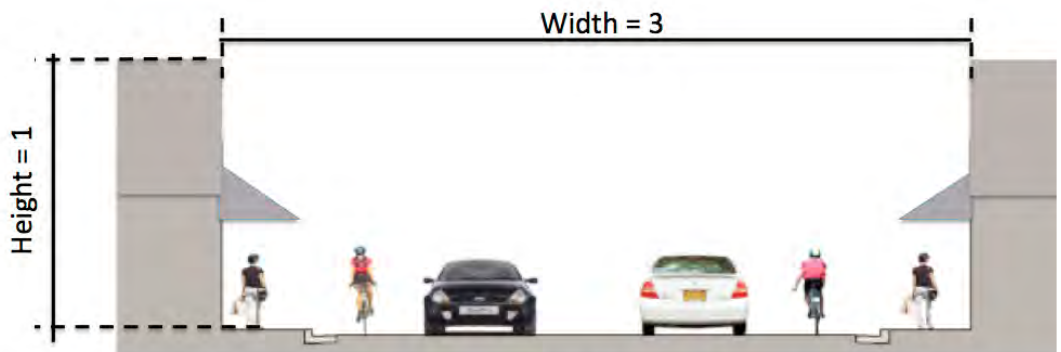 Width = 3
Height = 1